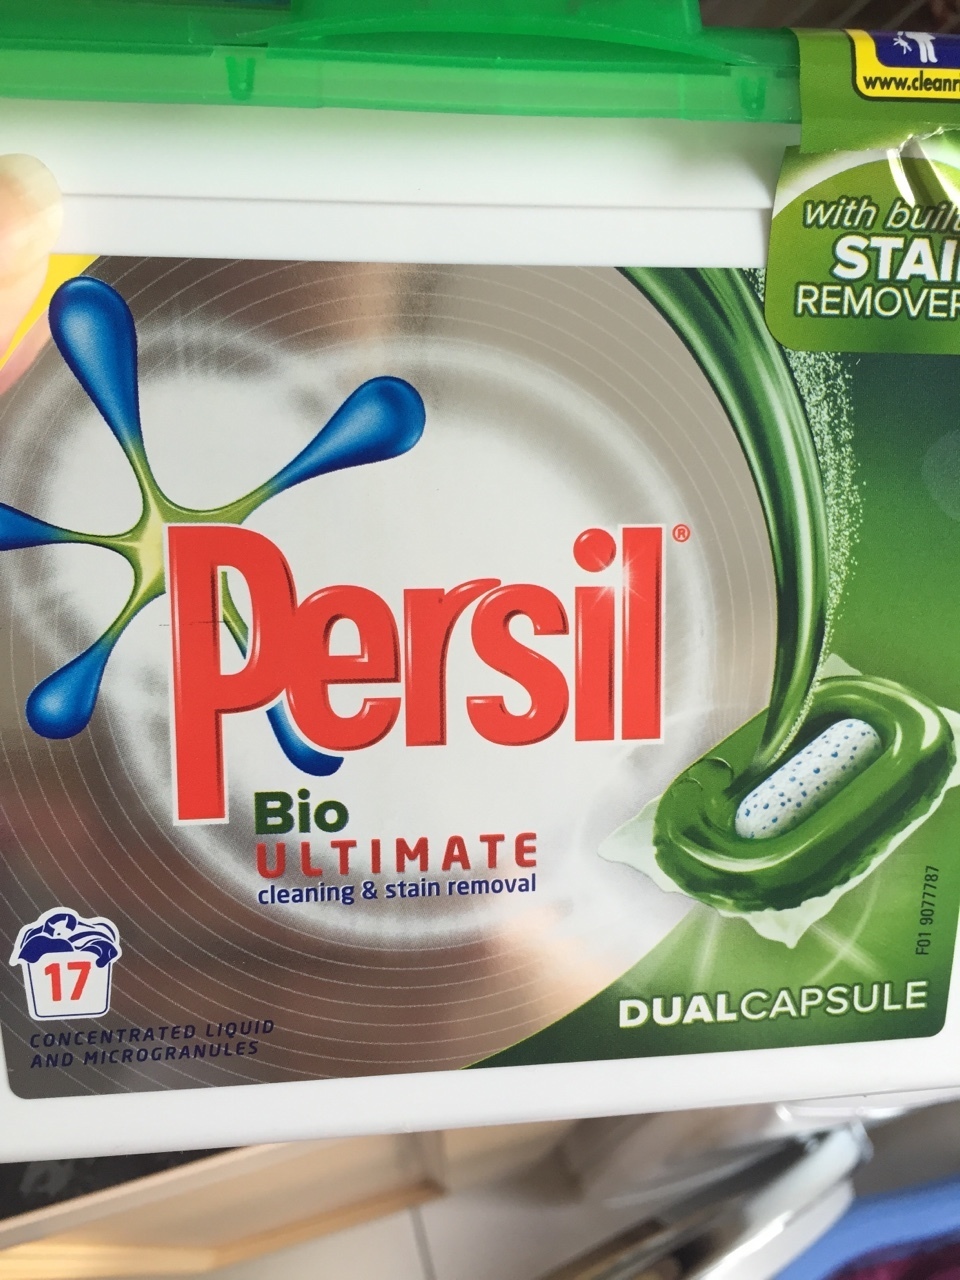 www.cleanr
with built
STAI
REMOVER
Persil®
Bio
ULTIMATE
cleaning & stain removal
17
CONCENTRATED LIQUID
AND MICROGRANULES
DUALCAPSULE
F01 9077787